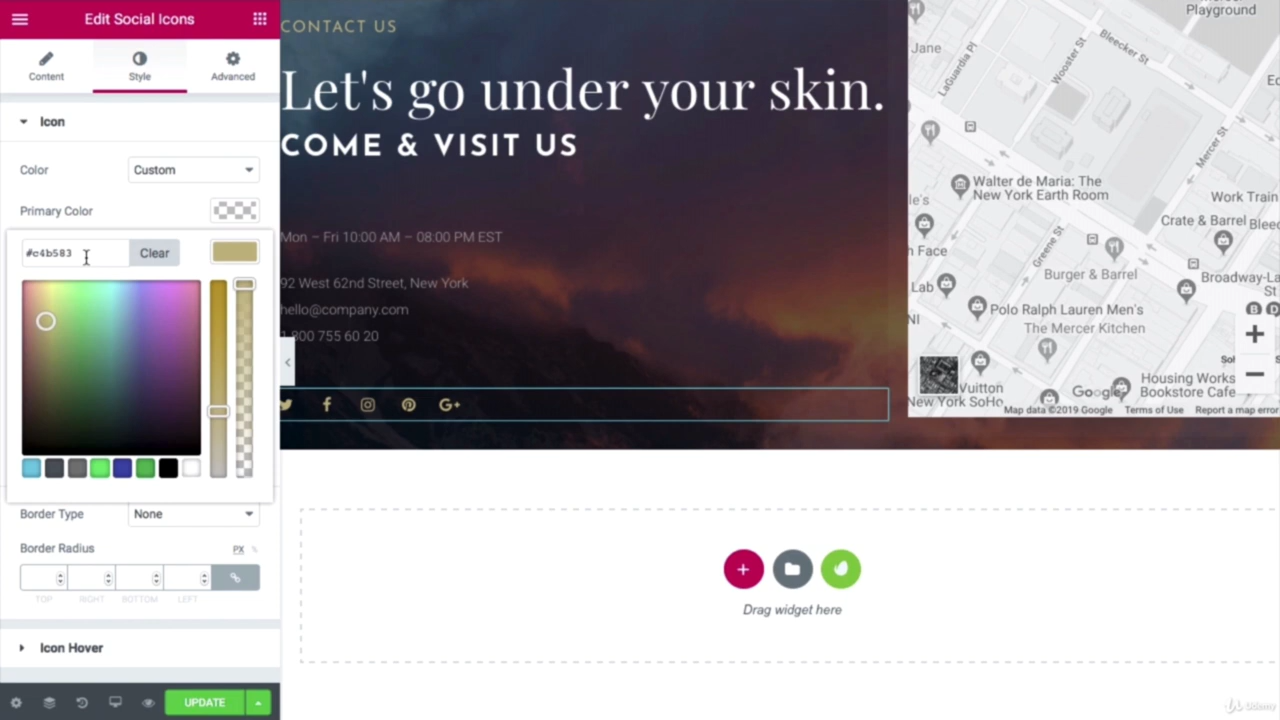 Edit Social Icons
Content
Style
Advanced
Icon
Color
Custom
Primary Color
#c4b583
Clear
Border Type
None
Border Radius
PX
%
TOP
RIGHT
BOTTOM
LEFT
Icon Hover
UPDATE
CONTACT US
Let's go under your skin.
COME & VISIT US
Mon – Fri 10:00 AM – 08:00 PM EST
92 West 62nd Street, New York
hello@company.com
1 800 755 60 20
Drag widget here
Playground
Jane
LaGuardia Pl
Wooster St
Bleecker St
Mercer St
Walter de Maria: The
New York Earth Room
Work Train
Crate & Barrel
Face
Greene St
Burger & Barrel
Broadway-La
St
Lab
Polo Ralph Lauren Men's
The Mercer Kitchen
NI
Housing Works
Bookstore Cafe
Vuitton
New York SoHo
Google
Map data ©2019 Google
Terms of Use
Report a map error
Udemy